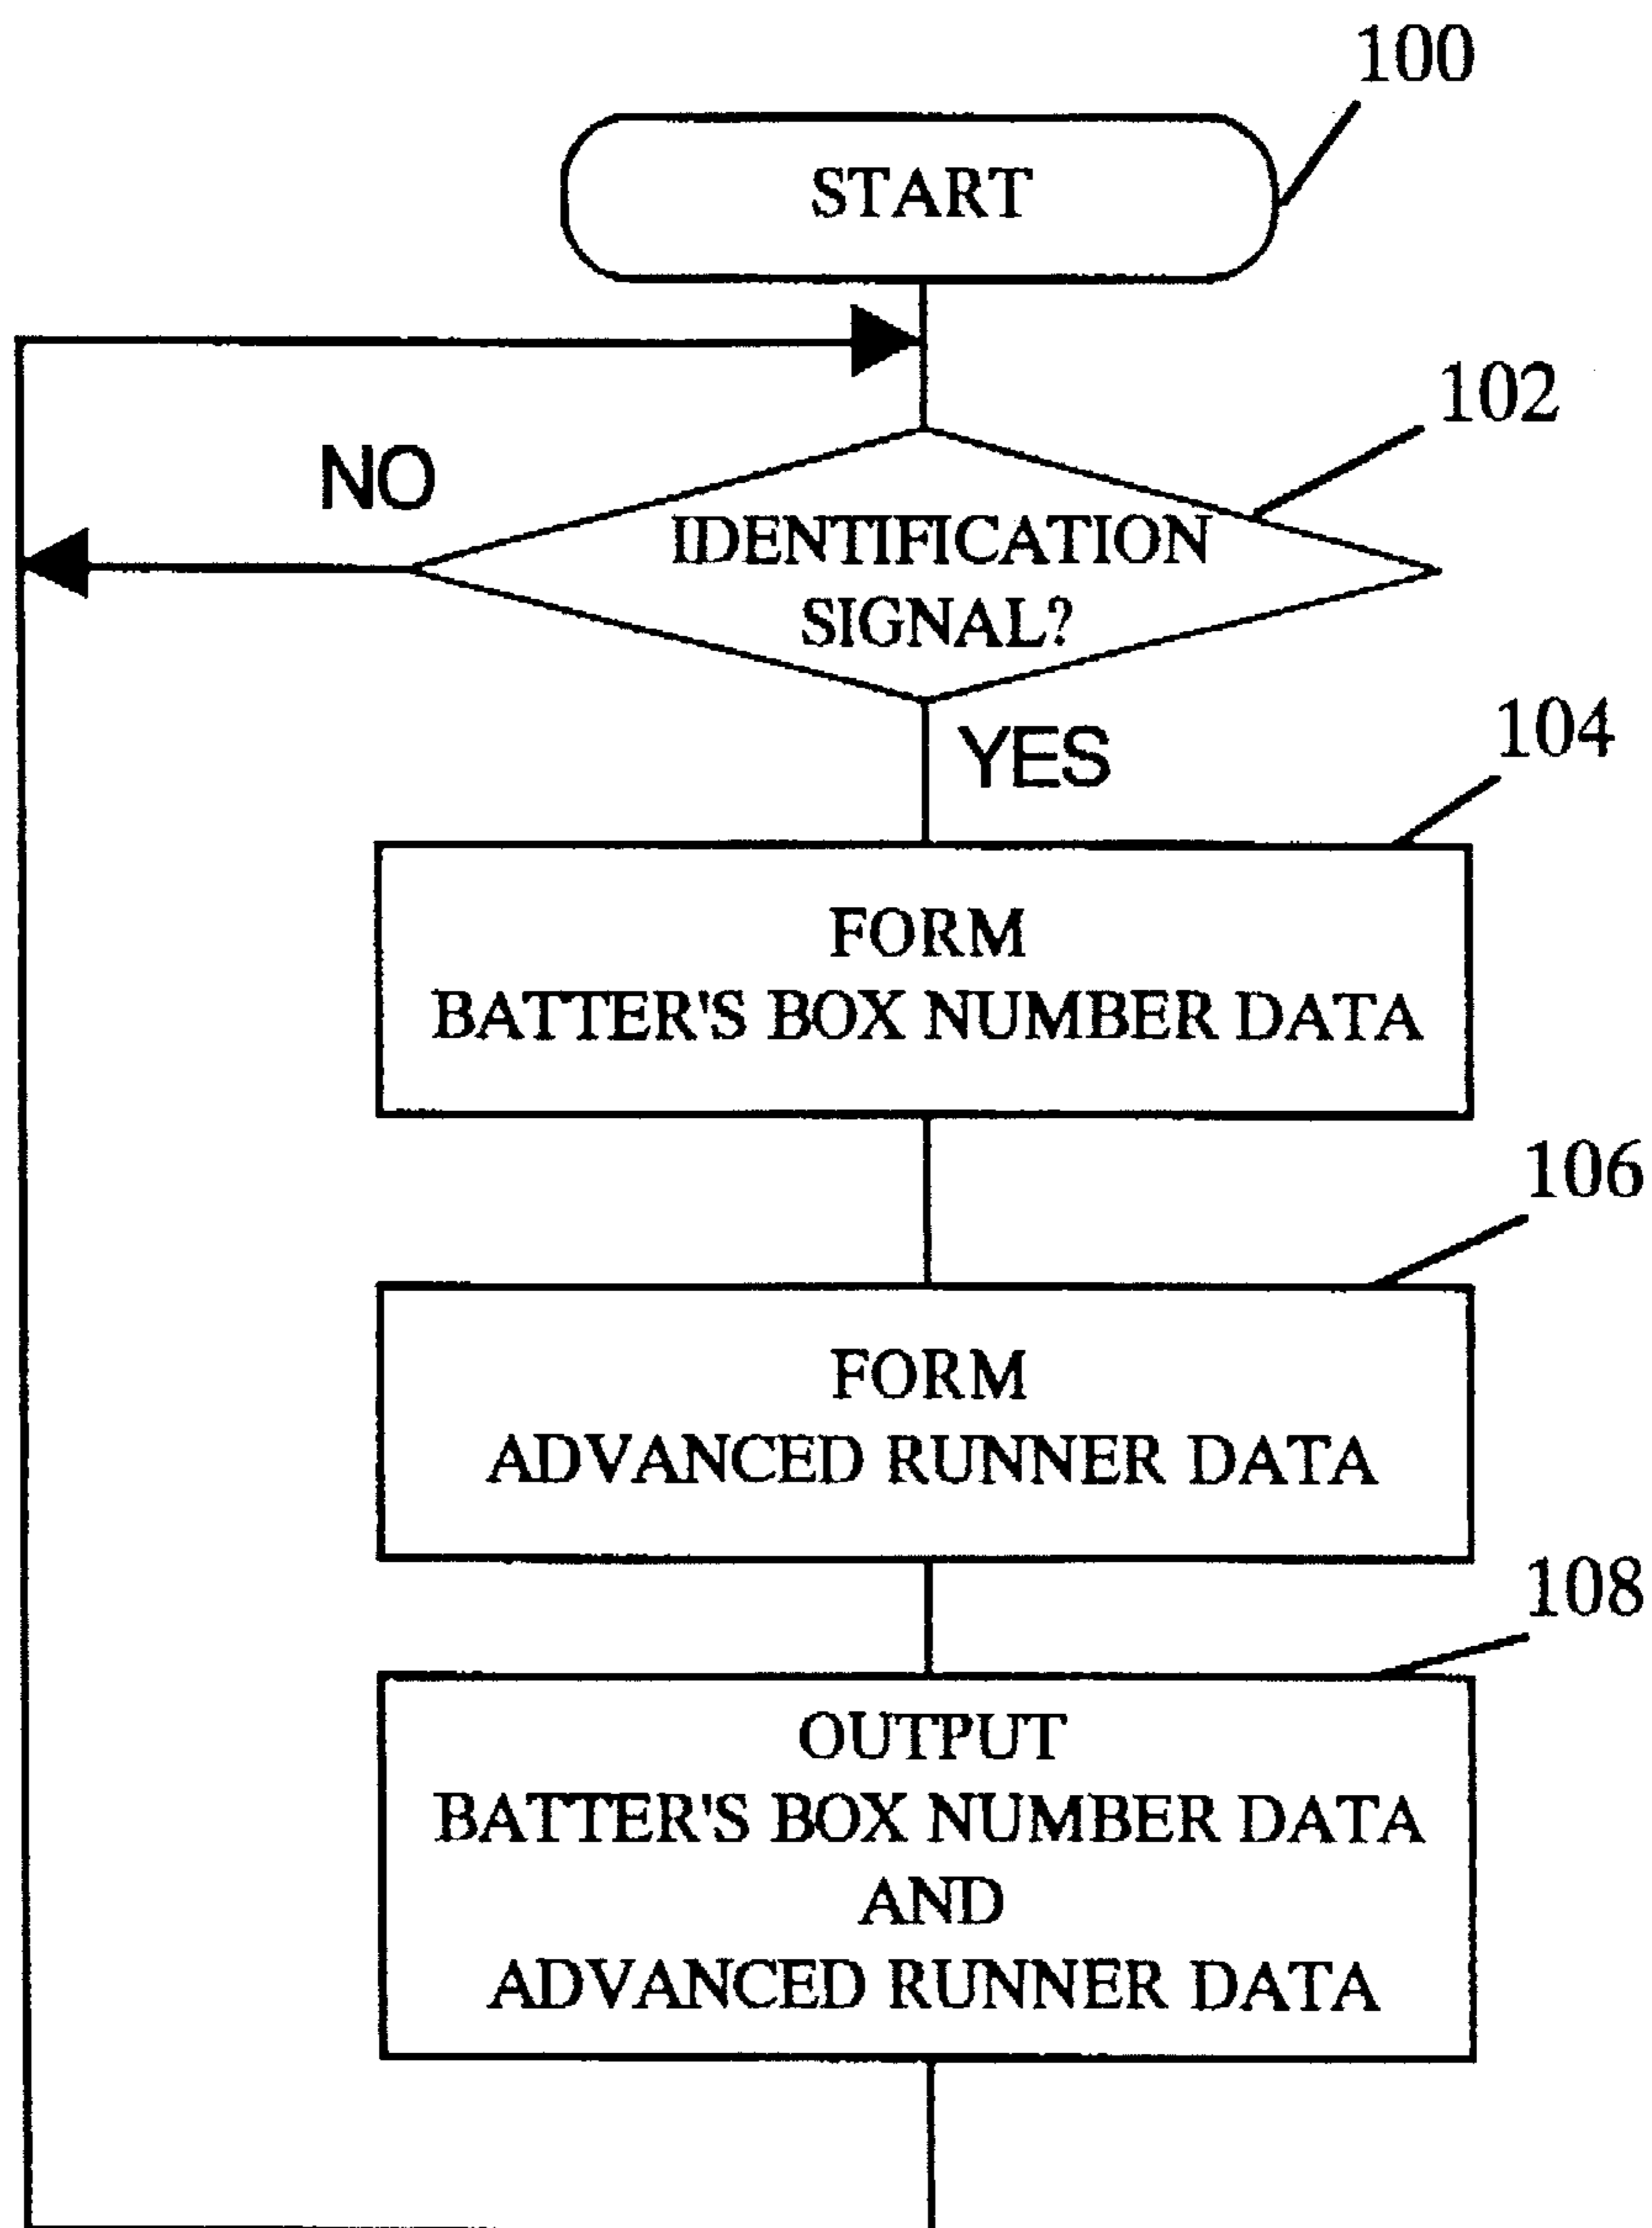 100
START
102
NO
IDENTIFICATION
SIGNAL?
YES
104
FORM
BATTER'S BOX NUMBER DATA
106
FORM
ADVANCED RUNNER DATA
108
OUTPUT
BATTER'S BOX NUMBER DATA
AND
ADVANCED RUNNER DATA